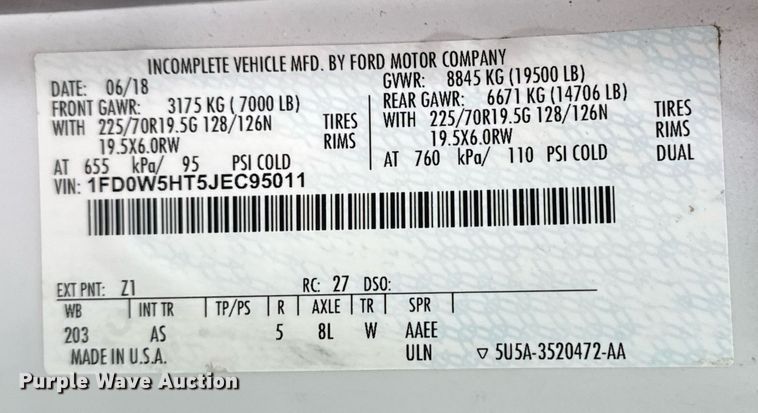 INCOMPLETE VEHICLE MFD. BY FORD MOTOR COMPANY
DATE: 06/18 GVWR: 8845 KG (19500 LB)
FRONT GAWR: 3175 KG ( 7000 LB) REAR GAWR: 6671 KG (14706 LB)
WITH 225/70R19.5G 128/126N TIRES WITH 225/70R19.5G 128/126N TIRES
19.5X6.0RW RIMS 19.5X6.0RW RIMS
AT 655 kPa/ 95 PSI COLD AT 760 kPa/ 110 PSI COLD DUAL
VIN: 1FD0W5HT5JEC95011
EXT PNT: Z1 RC: 27 DSO:
WB | INT TR | TP/PS | R | AXLE | TR | SPR
203 AS 5 8L W AAEE
MADE IN U.S.A. ULN ▽ 5U5A-3520472-AA
Purple Wave Auction